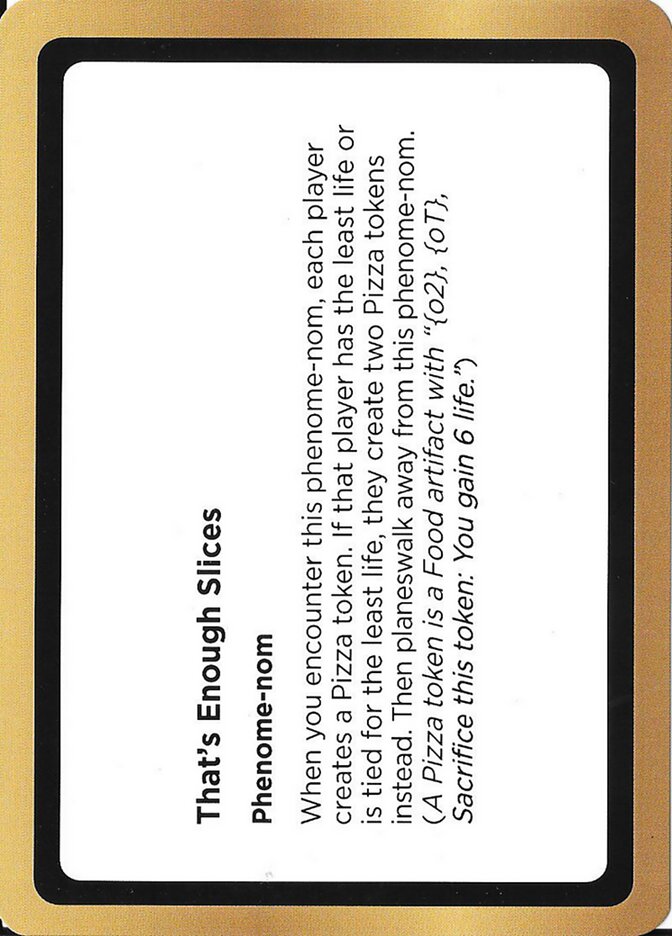 That's Enough Slices
Phenome-nom
When you encounter this phenome-nom, each player
creates a Pizza token. If that player has the least life or
is tied for the least life, they create two Pizza tokens
instead. Then planeswalk away from this phenome-nom.
(A Pizza token is a Food artifact with “{o2}, {oT},
Sacrifice this token: You gain 6 life.”)